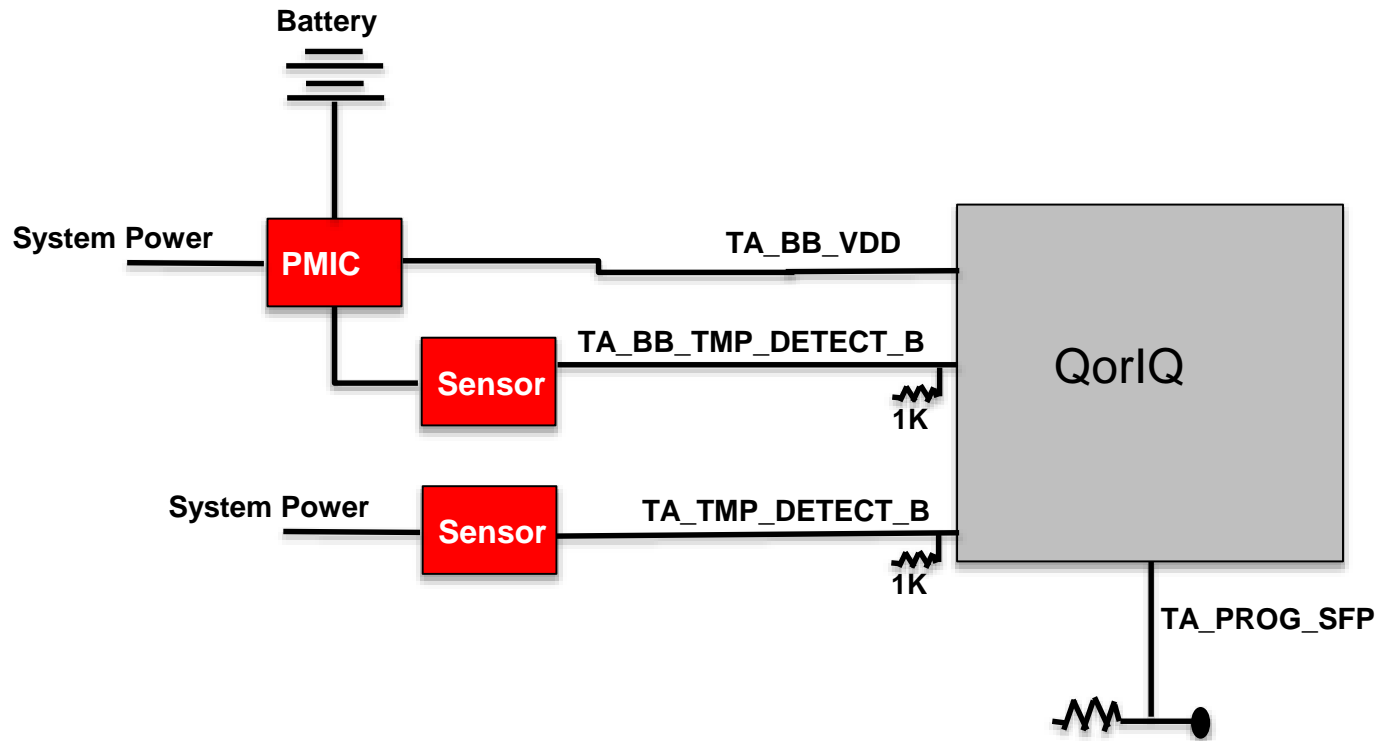 Battery
System Power
PMIC
TA_BB_VDD
TA_BB_TMP_DETECT_B
Sensor
QorIQ
1K
System Power
Sensor
TA_TMP_DETECT_B
1K
TA_PROG_SFP